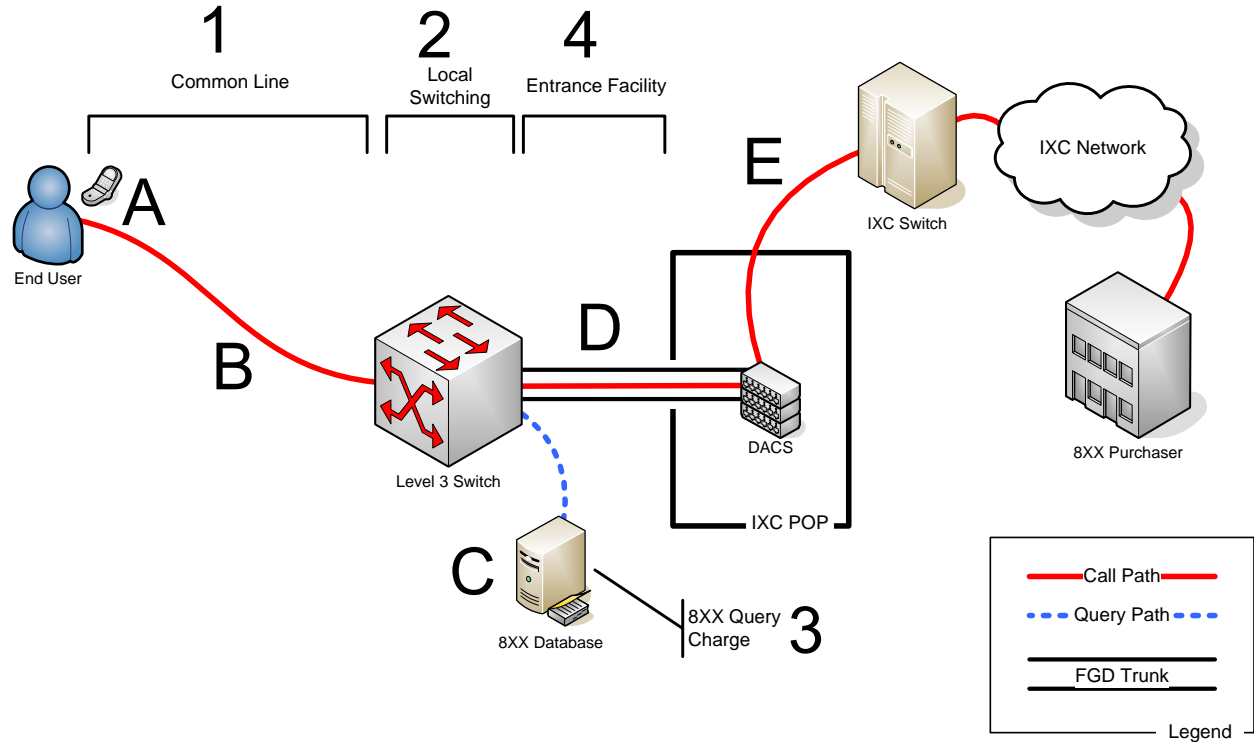 1
2
4
Common Line
Local
Switching
Entrance Facility
A
E
IXC Network
IXC Switch
End User
B
D
Level 3 Switch
DACS
8XX Purchaser
IXC POP
C
8XX Database
8XX Query
Charge
3
Call Path
Query Path
FGD Trunk
Legend